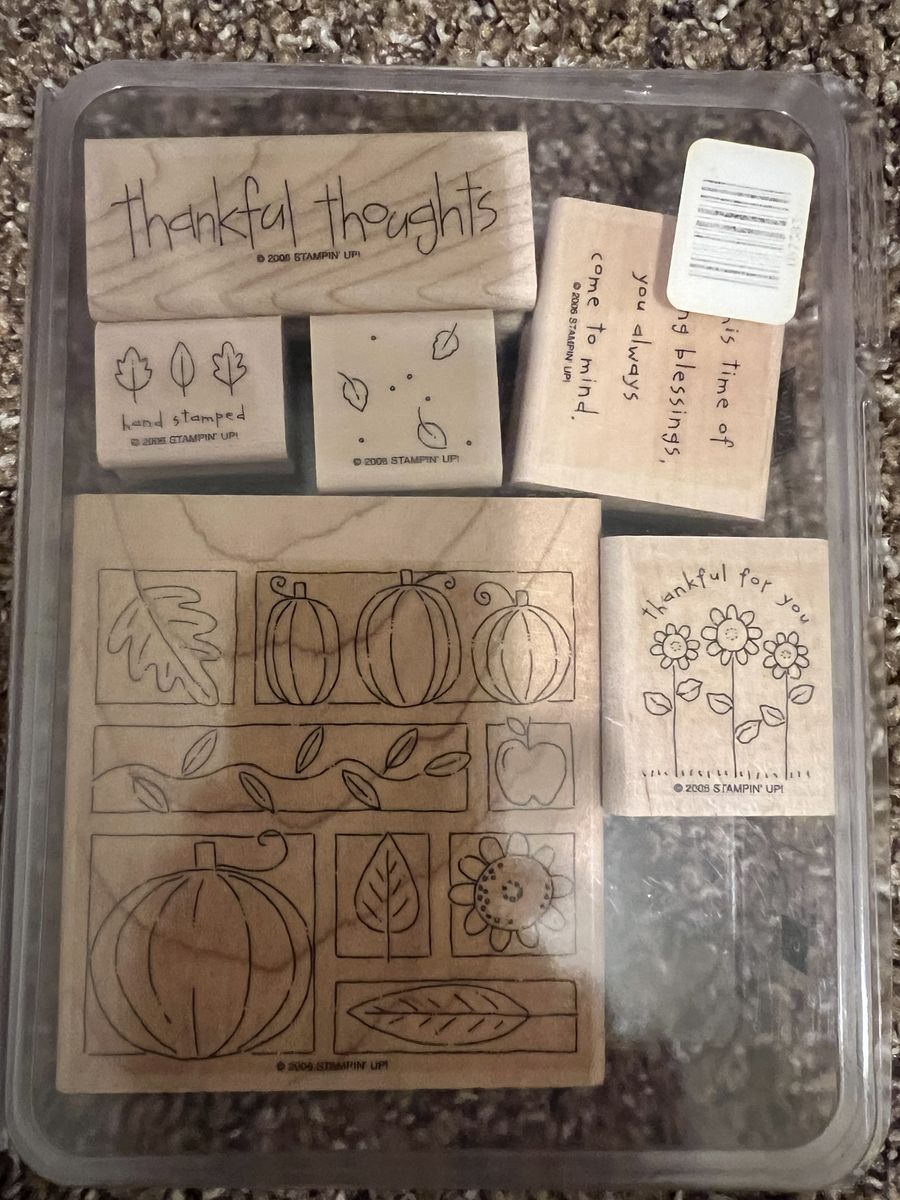 thankful thoughts
© 2006 STAMPIN' UP!
hand stamped
© 2006 STAMPIN' UP!
© 2006 STAMPIN' UP!
time of
blessings,
you always
come to mind.
© 2006 STAMPIN' UP!
thankful for you
© 2006 STAMPIN' UP!
© 2006 STAMPIN' UP!